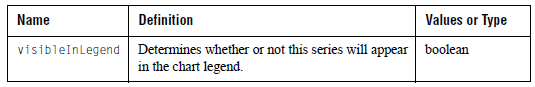 Name Definition Values or Type
visibleInLegend Determines whether or not this series will appear boolean
in the chart legend.